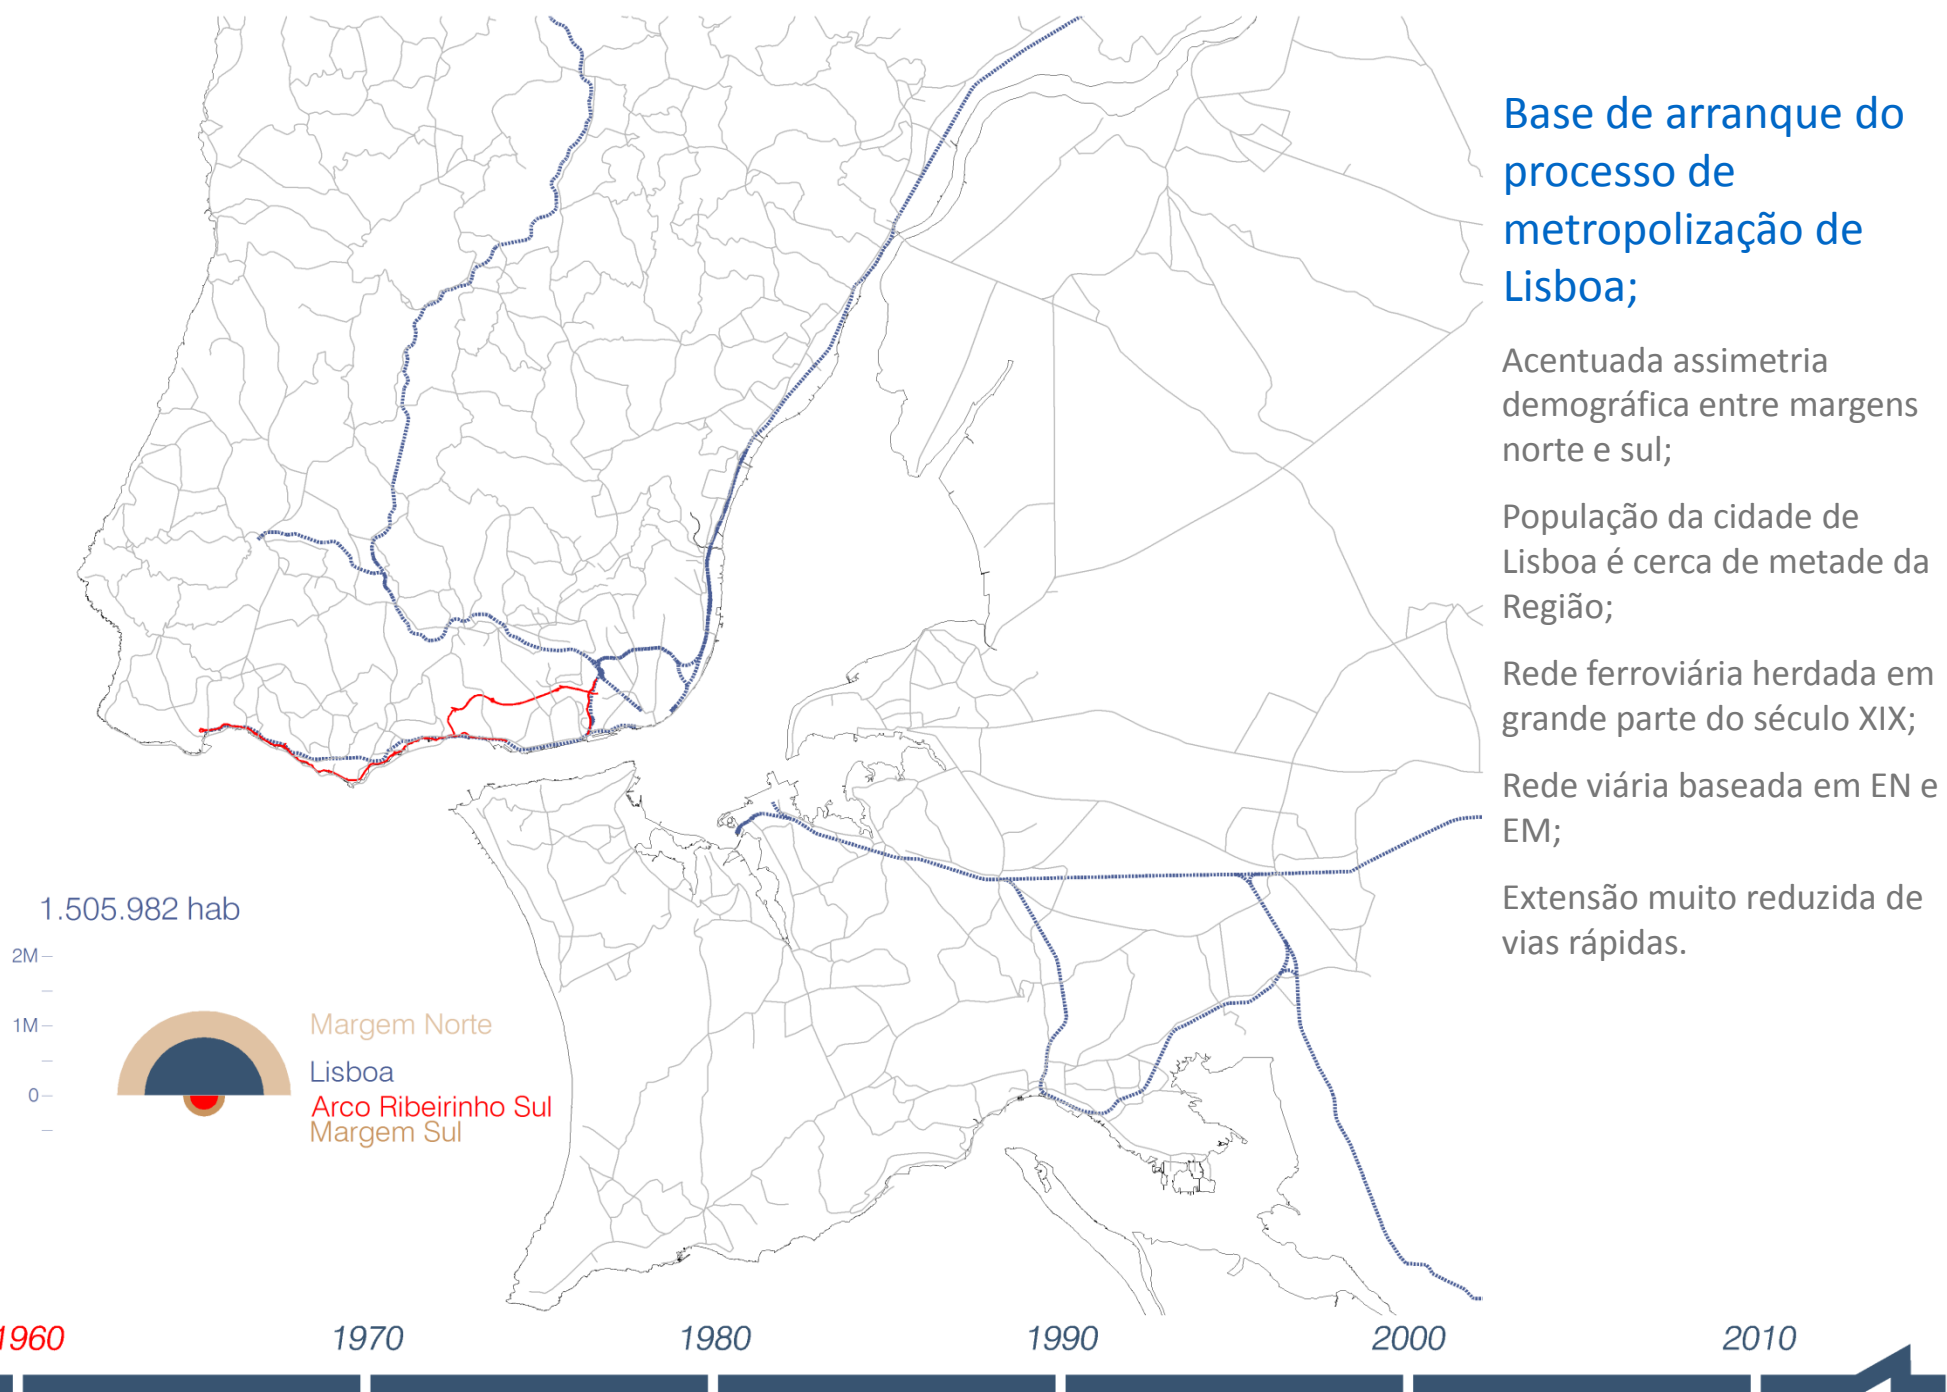 Base de arranque do
processo de
metropolização de
Lisboa;
Acentuada assimetria
demográfica entre margens
norte e sul;
População da cidade de
Lisboa é cerca de metade da
Região;
Rede ferroviária herdada em
grande parte do século XIX;
Rede viária baseada em EN e
EM;
Extensão muito reduzida de
vias rápidas.
1.505.982 hab
2M
1M
0
Margem Norte
Lisboa
Arco Ribeirinho Sul
Margem Sul
1960 1970 1980 1990 2000 2010